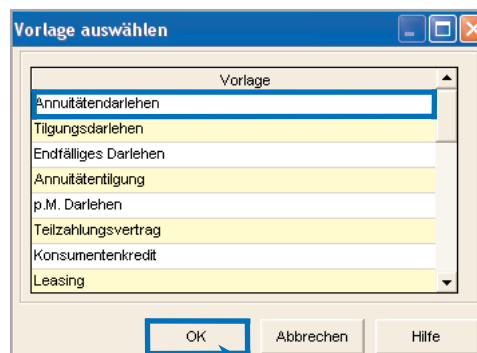 Vorlage auswählen
Vorlage
Annuitätendarlehen
Tilgungsdarlehen
Endfälliges Darlehen
Annuitätentilgung
p.M. Darlehen
Teilzahlungsvertrag
Konsumentenkredit
Leasing
OK Abbrechen Hilfe